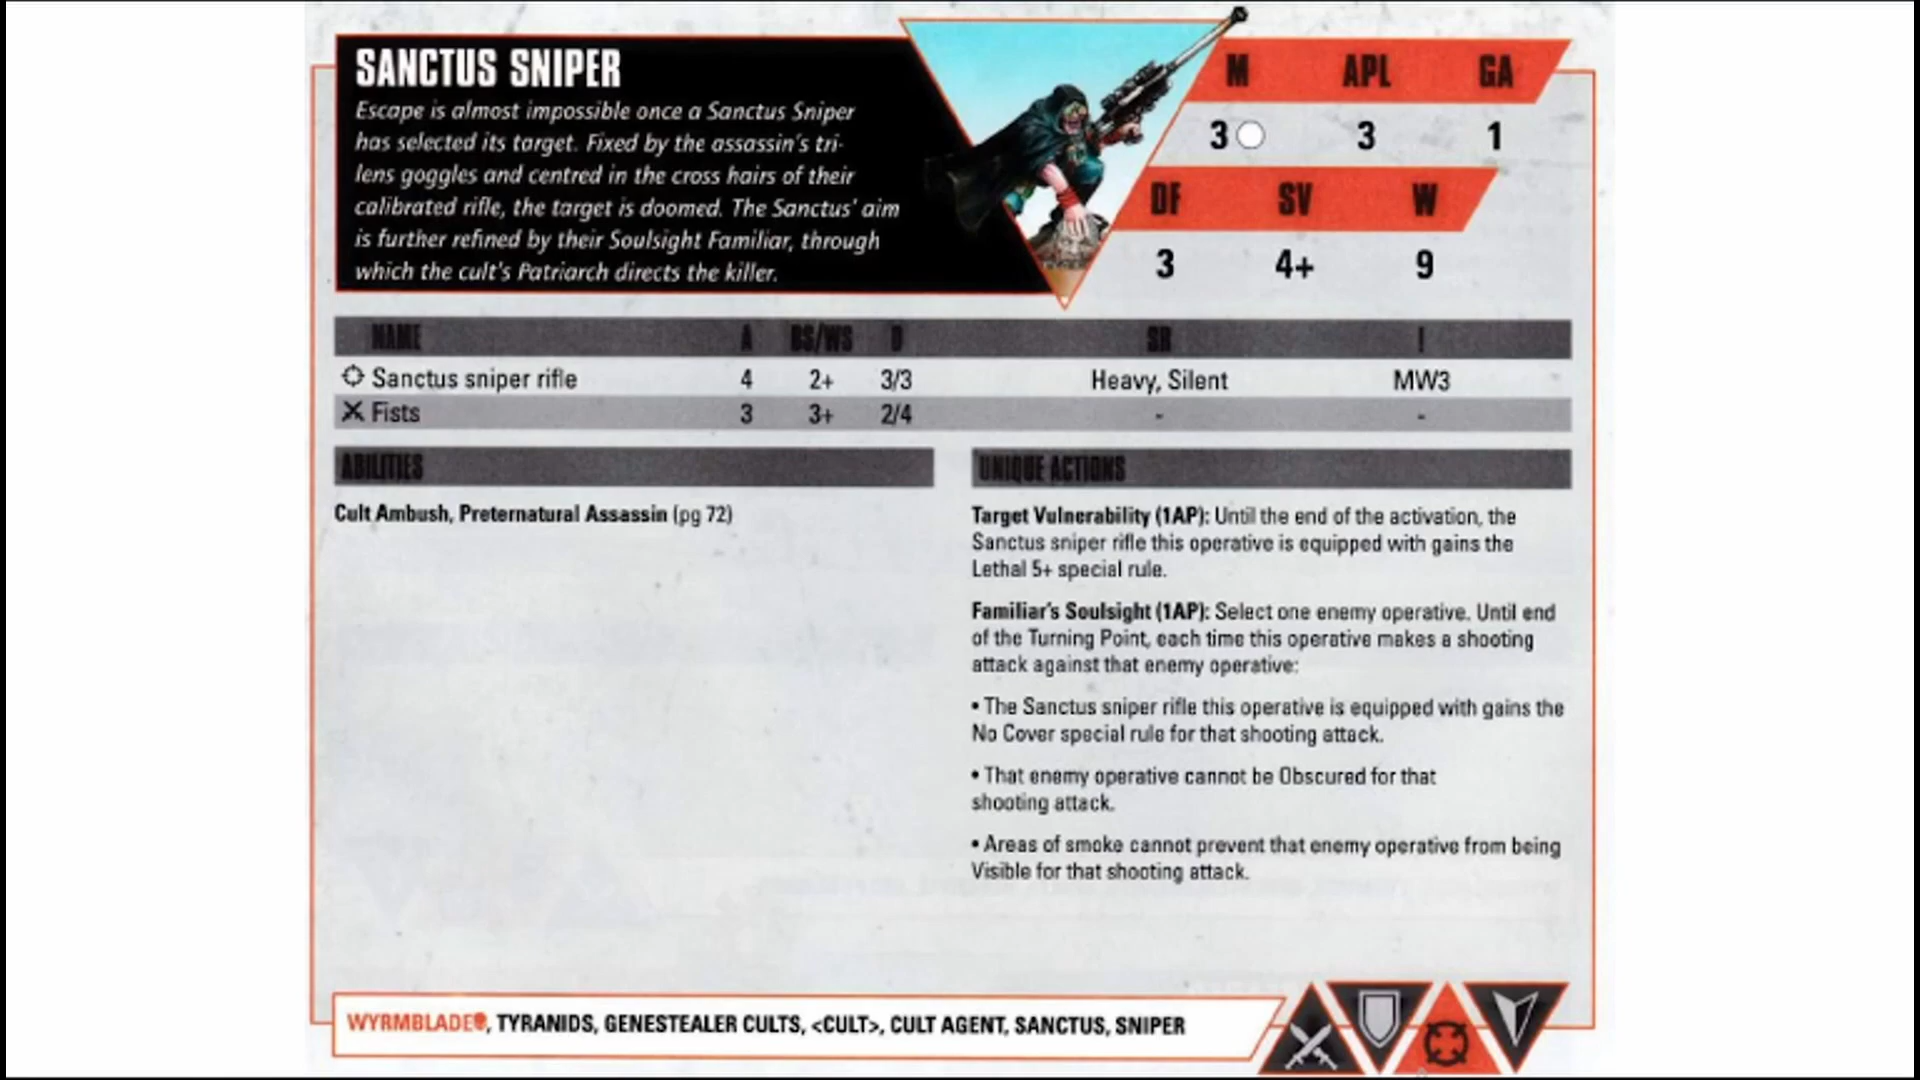 SANCTUS SNIPER
Escape is almost impossible once a Sanctus Sniper
has selected its target. Fixed by the assassin's tri-
lens goggles and centred in the cross hairs of their
calibrated rifle, the target is doomed. The Sanctus' aim
is further refined by their Soulsight Familiar, through
which the cult's Patriarch directs the killer.
M APL GA
3 3 1
DF SV W
3 4+ 9
NAME A BS/WS D SR I
Sanctus sniper rifle 4 2+ 3/3 Heavy, Silent MW3
Fists 3 3+ 2/4 - -
ABILITIES
Cult Ambush, Preternatural Assassin (pg 72)
UNIQUE ACTIONS
Target Vulnerability (1AP): Until the end of the activation, the
Sanctus sniper rifle this operative is equipped with gains the
Lethal 5+ special rule.
Familiar's Soulsight (1AP): Select one enemy operative. Until end
of the Turning Point, each time this operative makes a shooting
attack against that enemy operative:
• The Sanctus sniper rifle this operative is equipped with gains the
No Cover special rule for that shooting attack.
• That enemy operative cannot be Obscured for that
shooting attack.
• Areas of smoke cannot prevent that enemy operative from being
Visible for that shooting attack.
WYRMBLADE, TYRANIDS, GENESTEALER CULTS, <CULT>, CULT AGENT, SANCTUS, SNIPER